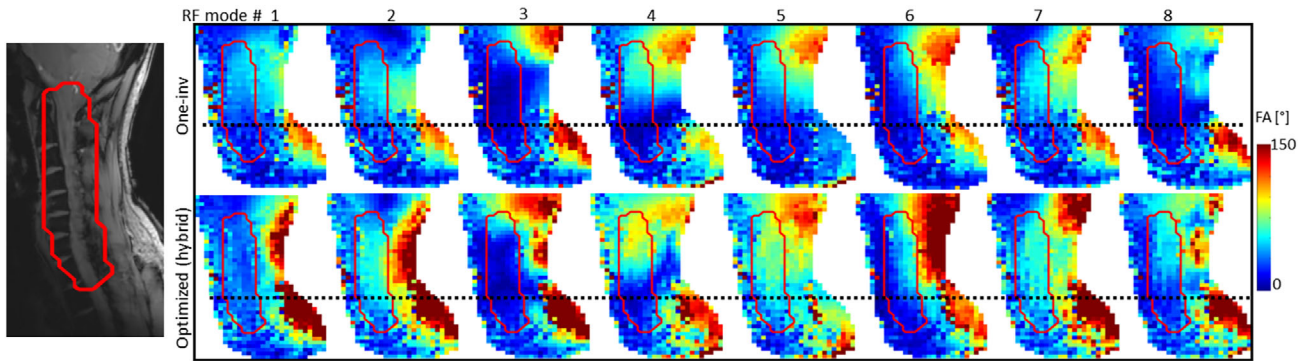 RF mode # 1 2 3 4 5 6 7 8
One-inv
Optimized (hybrid)
FA [°]
150
0